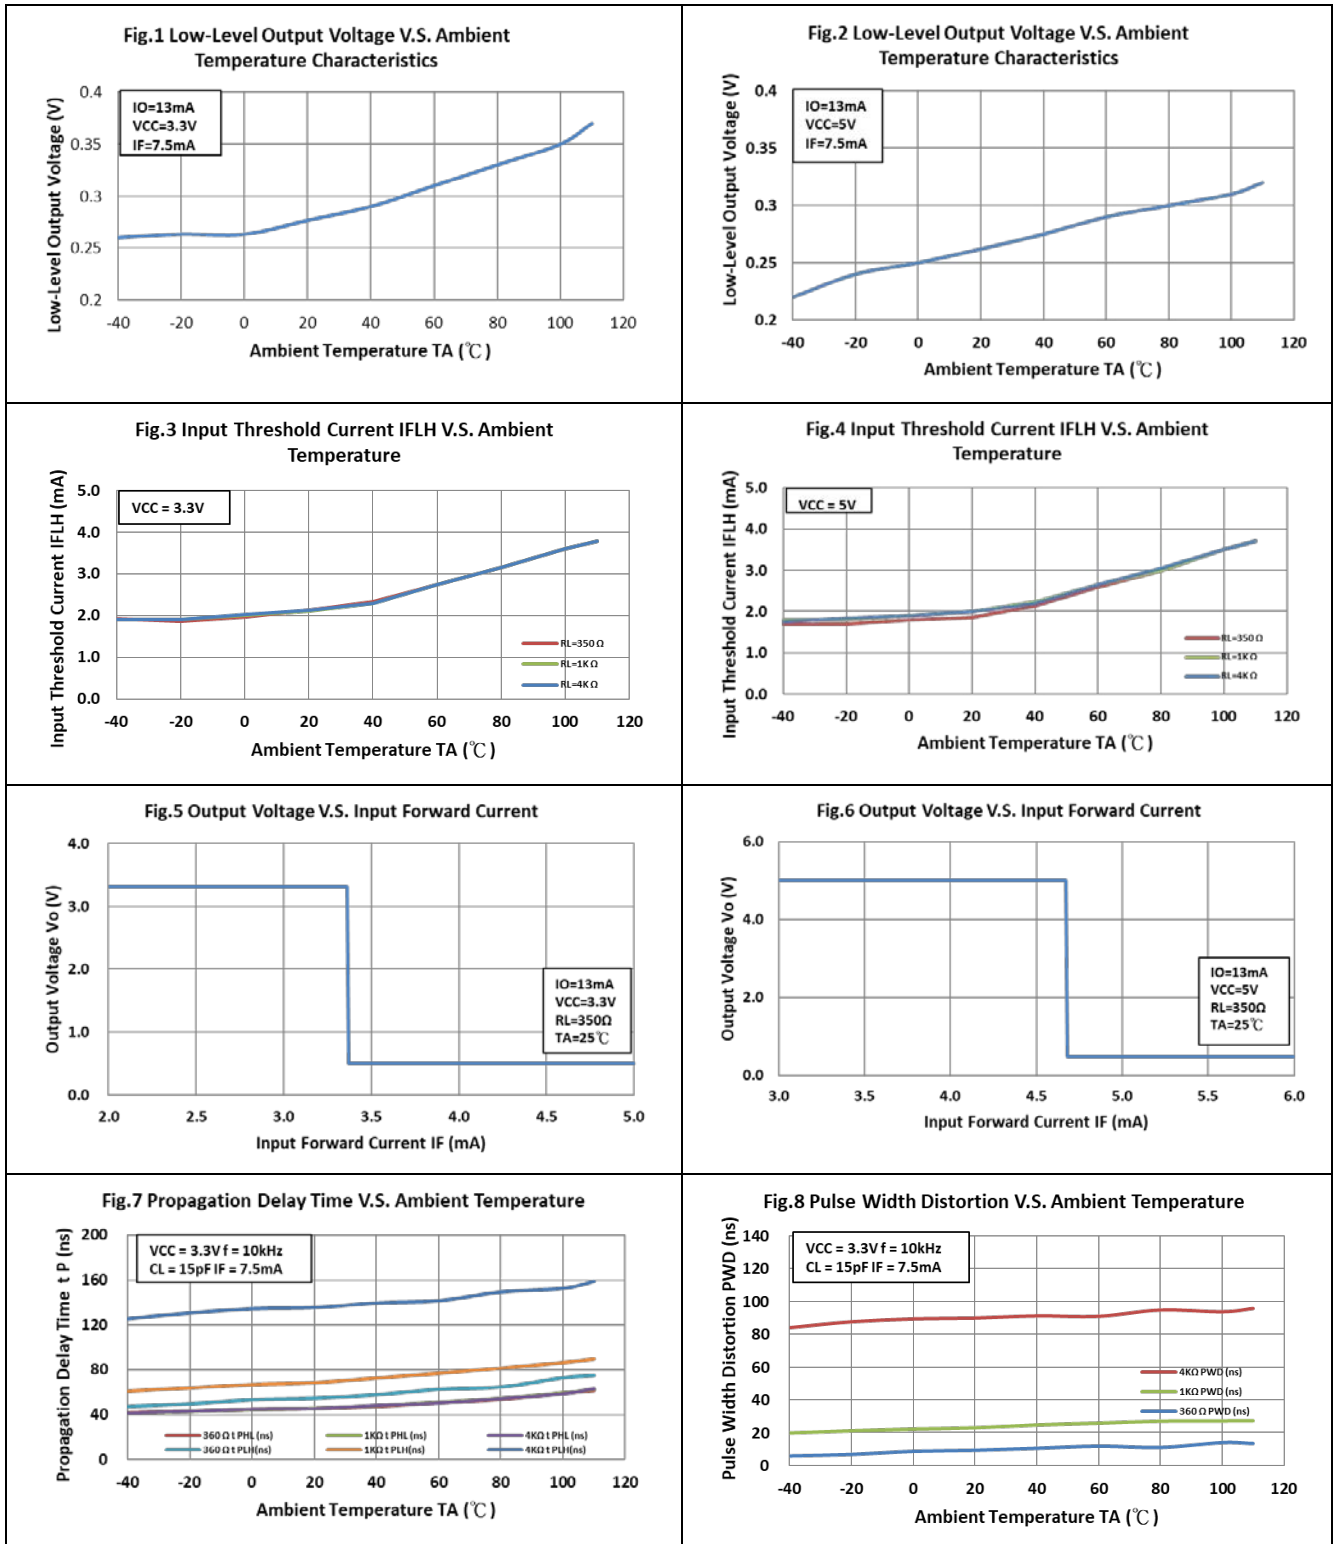 Fig.1 Low-Level Output Voltage V.S. Ambient
Temperature Characteristics
Low-Level Output Voltage (V)
0.4
0.35
0.3
0.25
0.2
IO=13mA
VCC=3.3V
IF=7.5mA
-40 -20 0 20 40 60 80 100 120
Ambient Temperature TA (℃)
Fig.2 Low-Level Output Voltage V.S. Ambient
Temperature Characteristics
Low-Level Output Voltage (V)
0.4
0.35
0.3
0.25
0.2
IO=13mA
VCC=5V
IF=7.5mA
-40 -20 0 20 40 60 80 100 120
Ambient Temperature TA (℃)
Fig.3 Input Threshold Current IFLH V.S. Ambient
Temperature
Input Threshold Current IFLH (mA)
5.0
4.0
3.0
2.0
1.0
0.0
VCC = 3.3V
RL=350 Ω
RL=1K Ω
RL=4K Ω
-40 -20 0 20 40 60 80 100 120
Ambient Temperature TA (℃)
Fig.4 Input Threshold Current IFLH V.S. Ambient
Temperature
Input Threshold Current IFLH (mA)
5.0
4.0
3.0
2.0
1.0
0.0
VCC = 5V
RL=350 Ω
RL=1K Ω
RL=4K Ω
-40 -20 0 20 40 60 80 100 120
Ambient Temperature TA (℃)
Fig.5 Output Voltage V.S. Input Forward Current
Output Voltage Vo (V)
4.0
3.0
2.0
1.0
0.0
IO=13mA
VCC=3.3V
RL=350Ω
TA=25℃
2.0 2.5 3.0 3.5 4.0 4.5 5.0
Input Forward Current IF (mA)
Fig.6 Output Voltage V.S. Input Forward Current
Output Voltage Vo (V)
6.0
4.0
2.0
0.0
IO=13mA
VCC=5V
RL=350Ω
TA=25℃
3.0 3.5 4.0 4.5 5.0 5.5 6.0
Input Forward Current IF (mA)
Fig.7 Propagation Delay Time V.S. Ambient Temperature
Propagation Delay Time t P (ns)
200
160
120
80
40
0
VCC = 3.3V f = 10kHz
CL = 15pF IF = 7.5mA
360 Ω t PHL (ns) 1KΩ t PHL (ns) 4KΩ t PHL (ns)
360 Ω t PLH(ns) 1KΩ t PLH(ns) 4KΩ t PLH(ns)
-40 -20 0 20 40 60 80 100 120
Ambient Temperature TA (℃)
Fig.8 Pulse Width Distortion V.S. Ambient Temperature
Pulse Width Distortion PWD (ns)
140
120
100
80
60
40
20
0
VCC = 3.3V f = 10kHz
CL = 15pF IF = 7.5mA
4KΩ PWD (ns)
1KΩ PWD (ns)
360 Ω PWD (ns)
-40 -20 0 20 40 60 80 100 120
Ambient Temperature TA (℃)